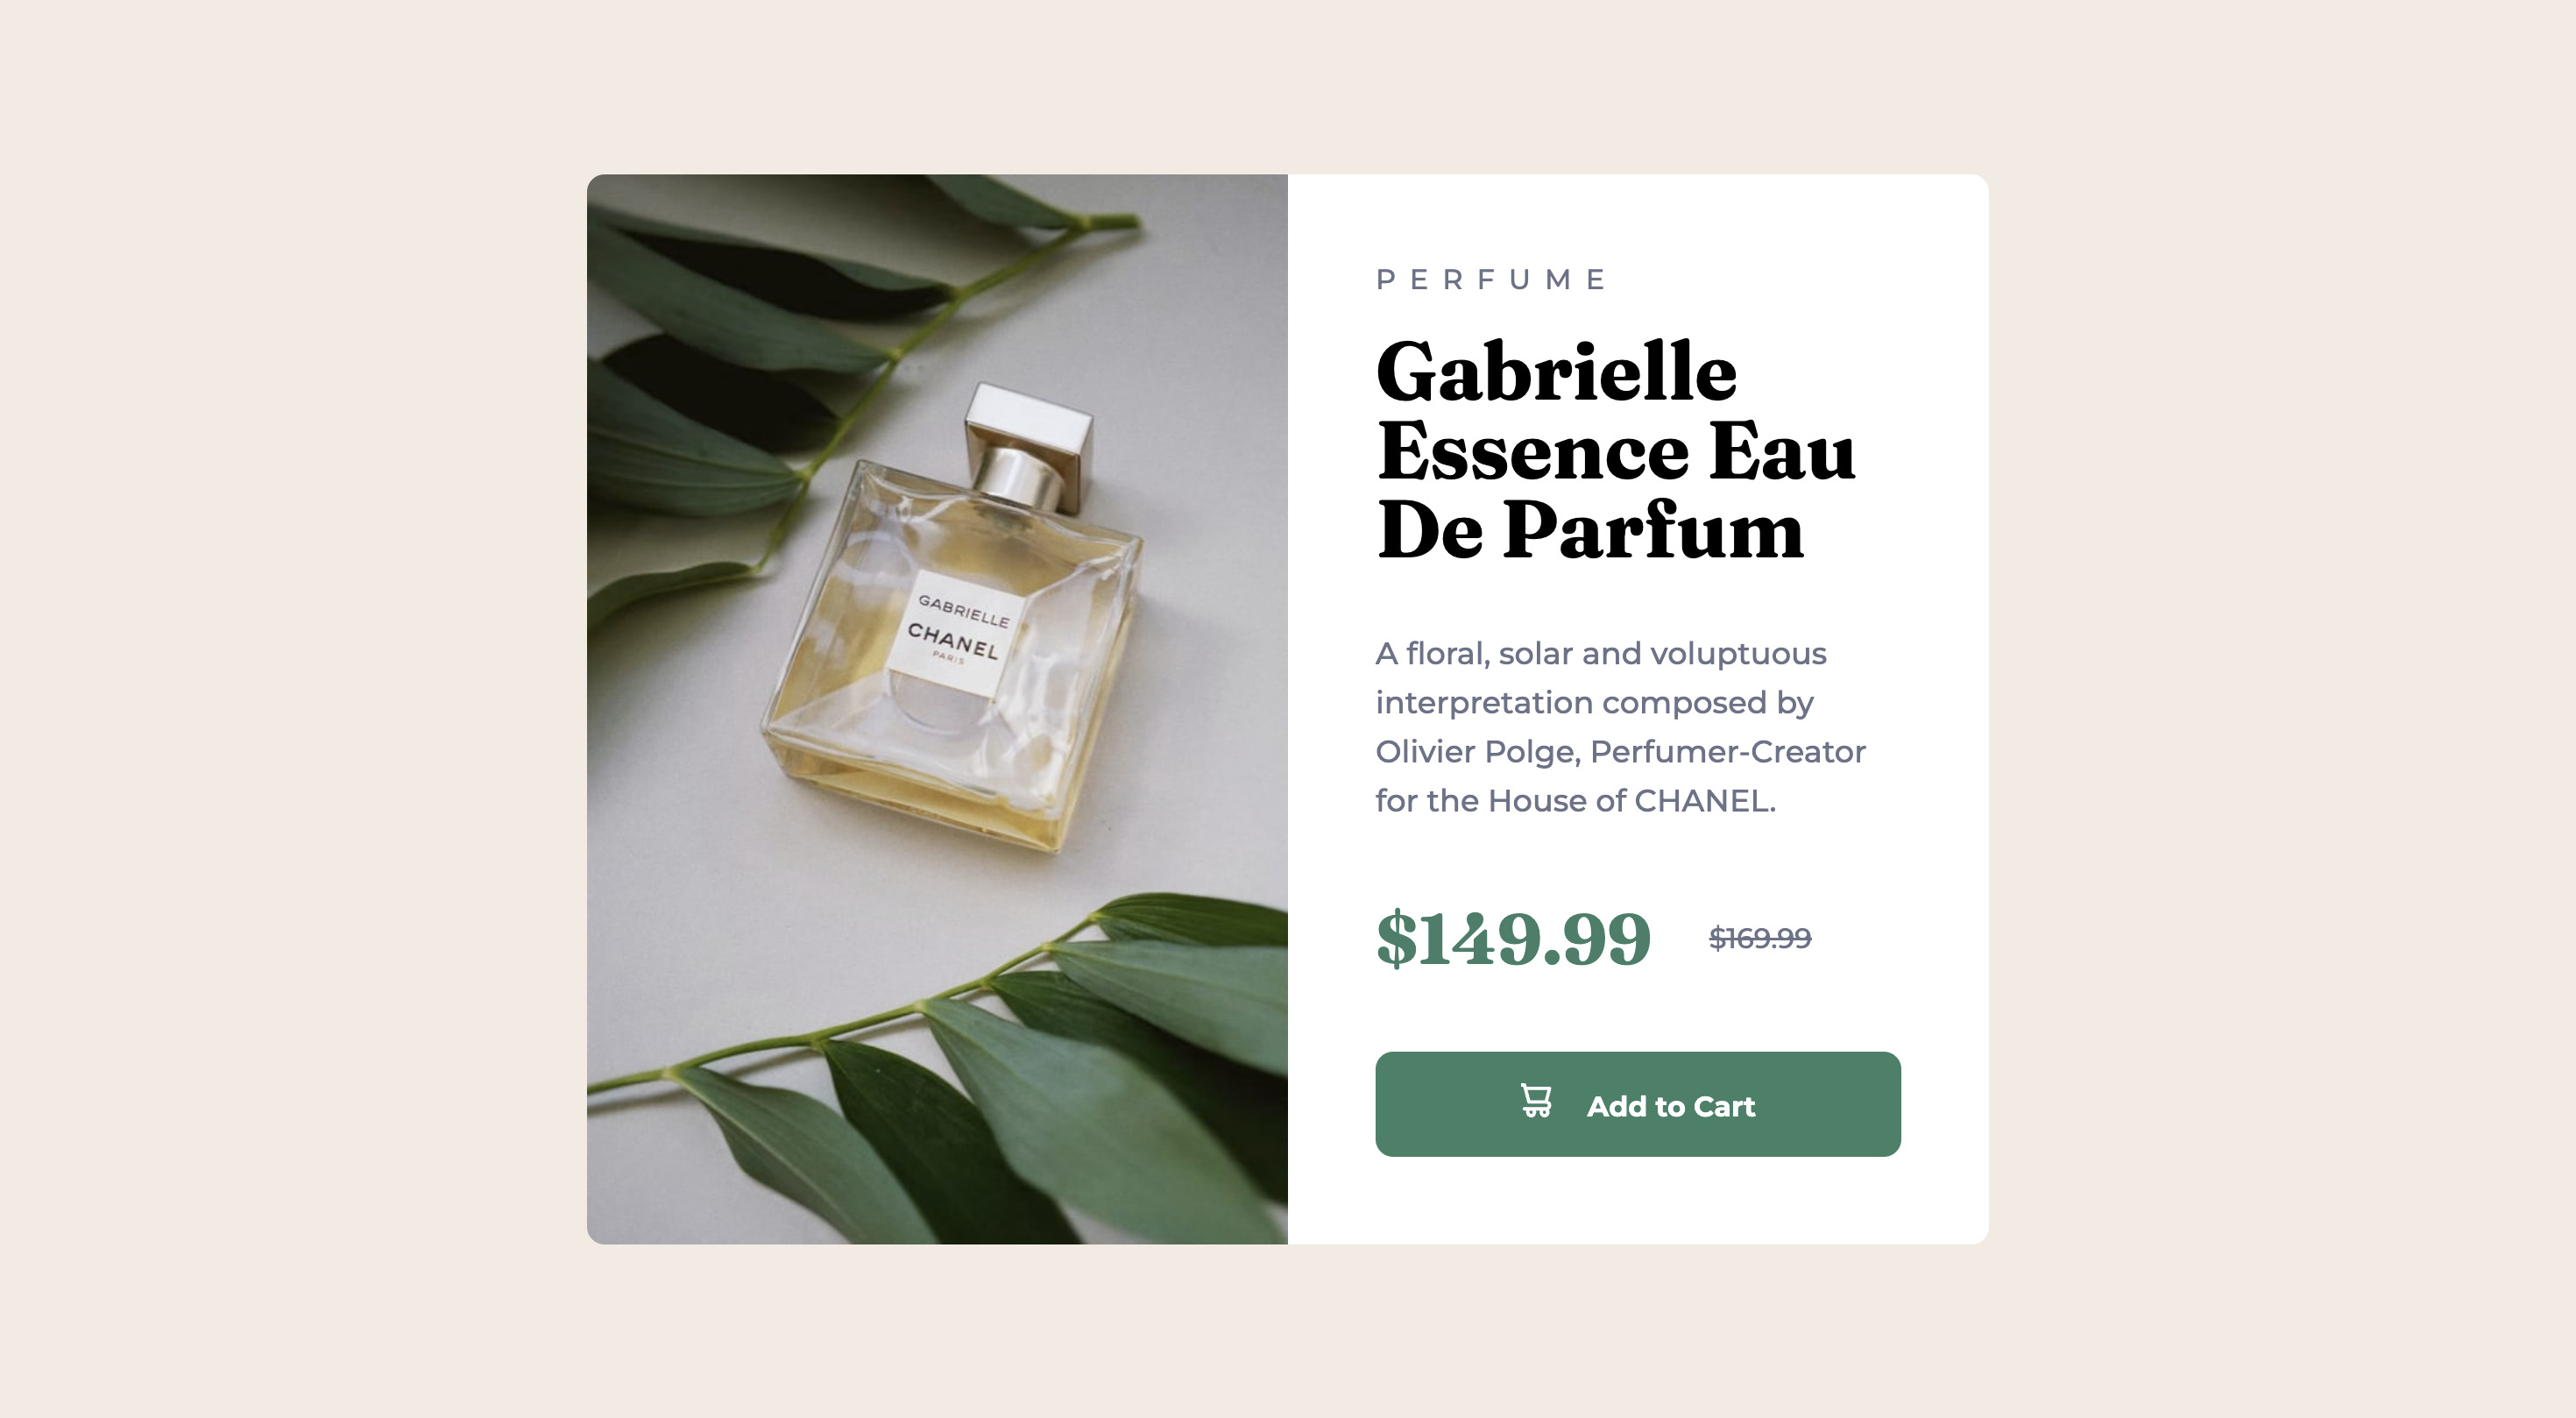 GABRIELLE
CHANEL
PARIS
PERFUME
Gabrielle
Essence Eau
De Parfum
A floral, solar and voluptuous
interpretation composed by
Olivier Polge, Perfumer-Creator
for the House of CHANEL.
$149.99 $169.99
Add to Cart